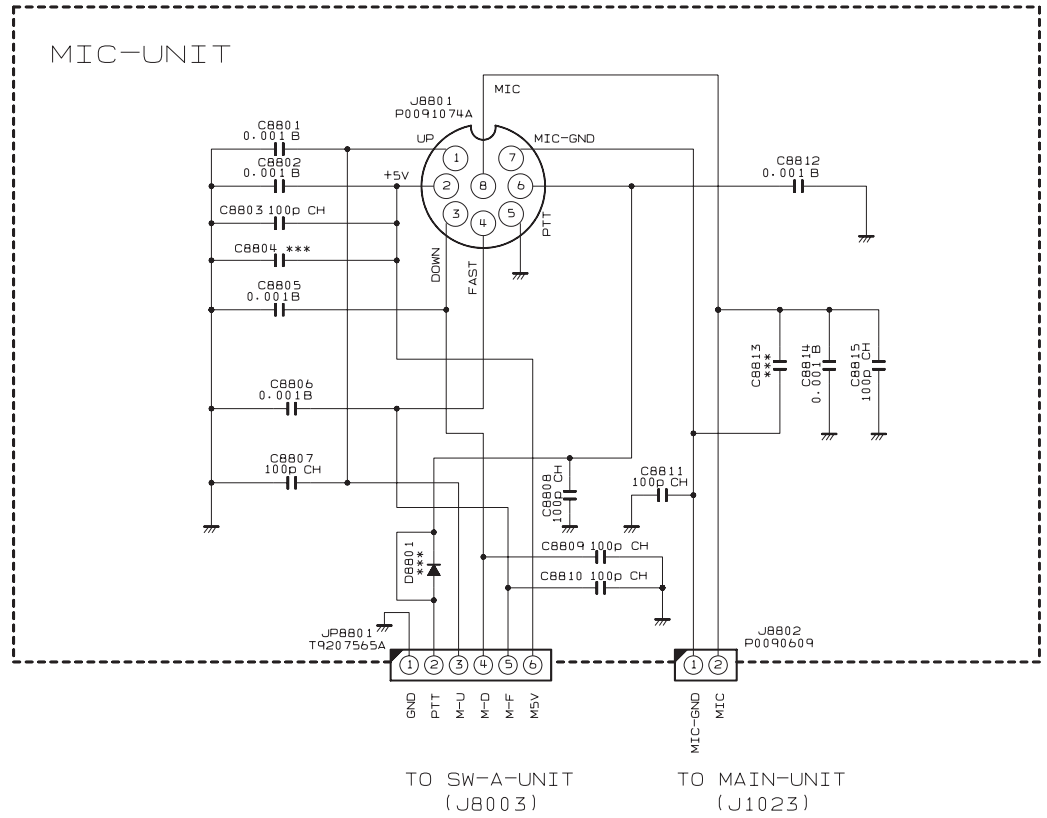 MIC-UNIT
MIC
J8801
P0091074A
UP
MIC-GND
+5V
1
7
2
8
6
3
4
5
PTT
DOWN
FAST
C8801
0.001 B
C8802
0.001 B
C8803 100p CH
C8804 ***
C8805
0.001B
C8806
0.001B
C8807
100p CH
C8812
0.001 B
C8813
***
C8814
0.001 B
C8815
100p CH
C8808
100p CH
C8811
100p CH
C8809 100p CH
C8810 100p CH
D8801
***
JP8801
T9207565A
1 2 3 4 5 6
GND
PTT
M-U
M-D
M-F
M5V
J8802
P0090609
1 2
MIC-GND
MIC
TO SW-A-UNIT
(J8003)
TO MAIN-UNIT
(J1023)